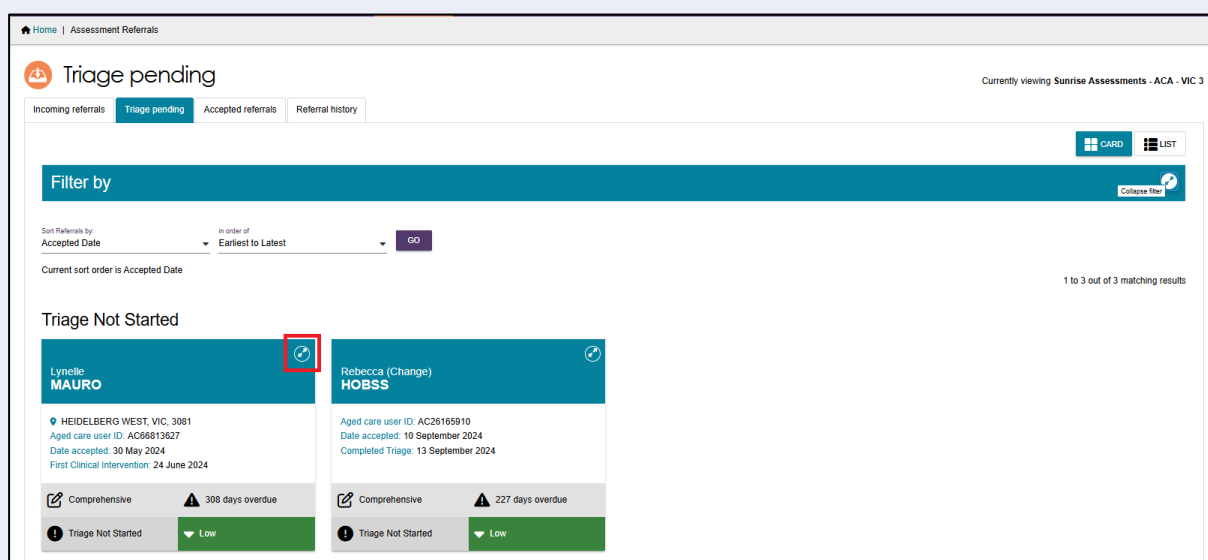 Home | Assessment Referrals
Triage pending
Currently viewing Sunrise Assessments - ACA - VIC 3
Incoming referrals Triage pending Accepted referrals Referral history
CARD LIST
Filter by
Collapse filter
Sort Referrals by: in order of
Accepted Date Earliest to Latest GO
Current sort order is Accepted Date
1 to 3 out of 3 matching results
Triage Not Started
Lynelle
MAURO
HEIDELBERG WEST, VIC, 3081
Aged care user ID: AC66813627
Date accepted: 30 May 2024
First Clinical Intervention: 24 June 2024
Comprehensive 308 days overdue
Triage Not Started Low
Rebecca (Change)
HOBSS
Aged care user ID: AC26165910
Date accepted: 10 September 2024
Completed Triage: 13 September 2024
Comprehensive 227 days overdue
Triage Not Started Low